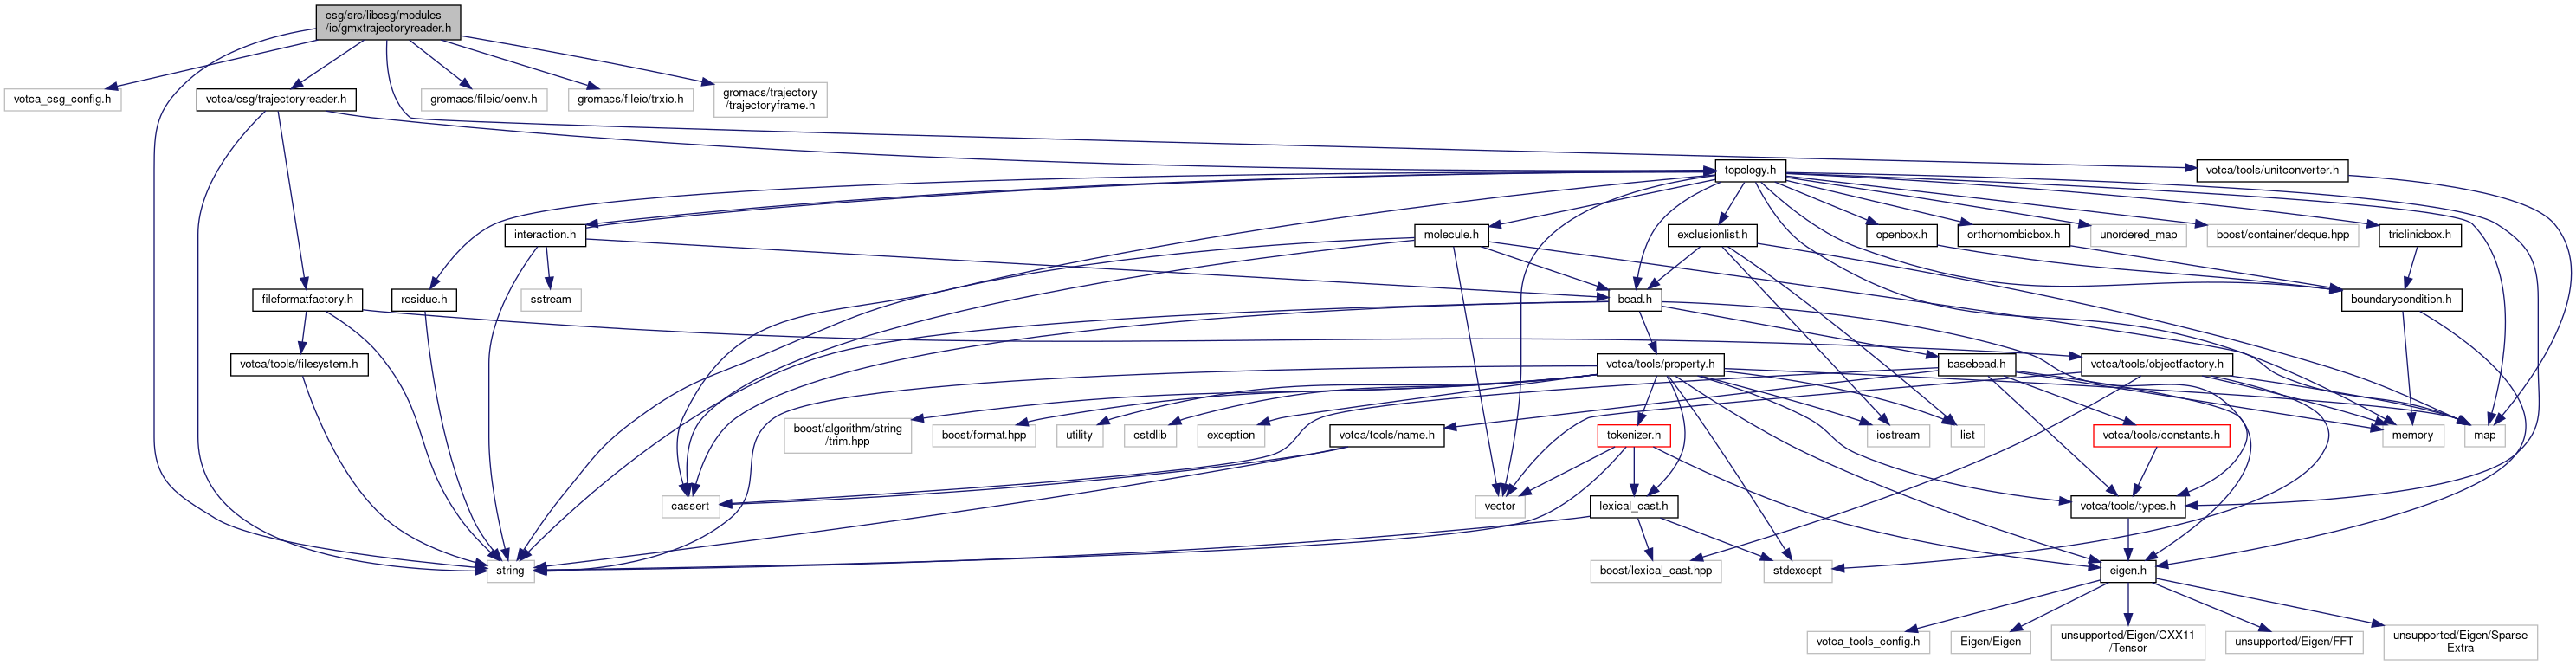 csg/src/libcsg/modules
/io/gmxtrajectoryreader.h
votca_csg_config.h
votca/csg/trajectoryreader.h
gromacs/fileio/oenv.h
gromacs/fileio/trxio.h
gromacs/trajectory
/trajectoryframe.h
topology.h
votca/tools/unitconverter.h
interaction.h
molecule.h
exclusionlist.h
openbox.h
orthorhombicbox.h
unordered_map
boost/container/deque.hpp
triclinicbox.h
fileformatfactory.h
residue.h
sstream
bead.h
boundarycondition.h
votca/tools/filesystem.h
votca/tools/property.h
basebead.h
votca/tools/objectfactory.h
boost/algorithm/string
/trim.hpp
boost/format.hpp
utility
cstdlib
exception
votca/tools/name.h
tokenizer.h
iostream
list
votca/tools/constants.h
memory
map
cassert
vector
lexical_cast.h
votca/tools/types.h
string
boost/lexical_cast.hpp
stdexcept
eigen.h
votca_tools_config.h
Eigen/Eigen
unsupported/Eigen/CXX11
/Tensor
unsupported/Eigen/FFT
unsupported/Eigen/Sparse
Extra